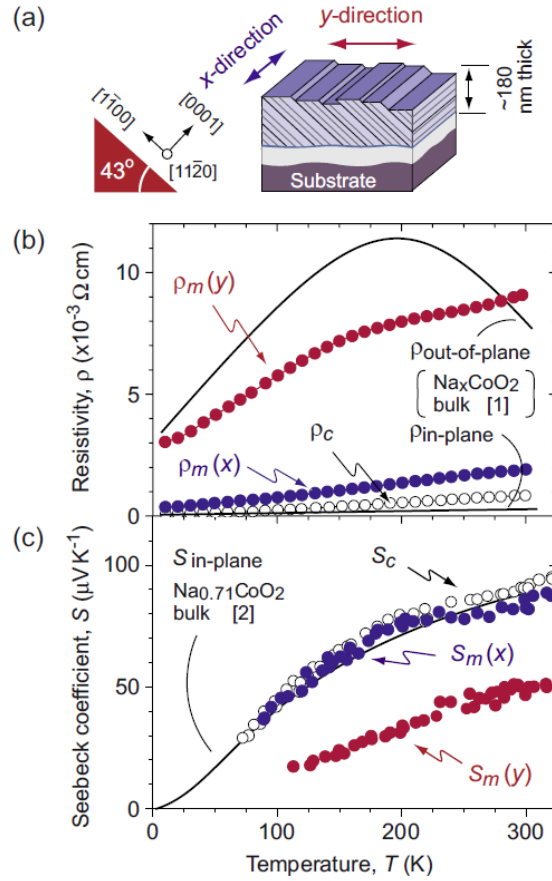 (a)
y-direction
x-direction
~180
nm thick
[11̄00]
[0001]
43°
[112̄0]
Substrate
(b)
Resistivity, ρ (x10⁻³ Ω cm)
10
5
0
ρm (y)
ρout-of-plane
NaxCoO2
bulk [1]
ρin-plane
ρc
ρm (x)
(c)
Seebeck coefficient, S (μV K⁻¹)
100
50
0
S in-plane
Na0.71CoO2
bulk [2]
Sc
Sm (x)
Sm (y)
0 100 200 300
Temperature, T (K)